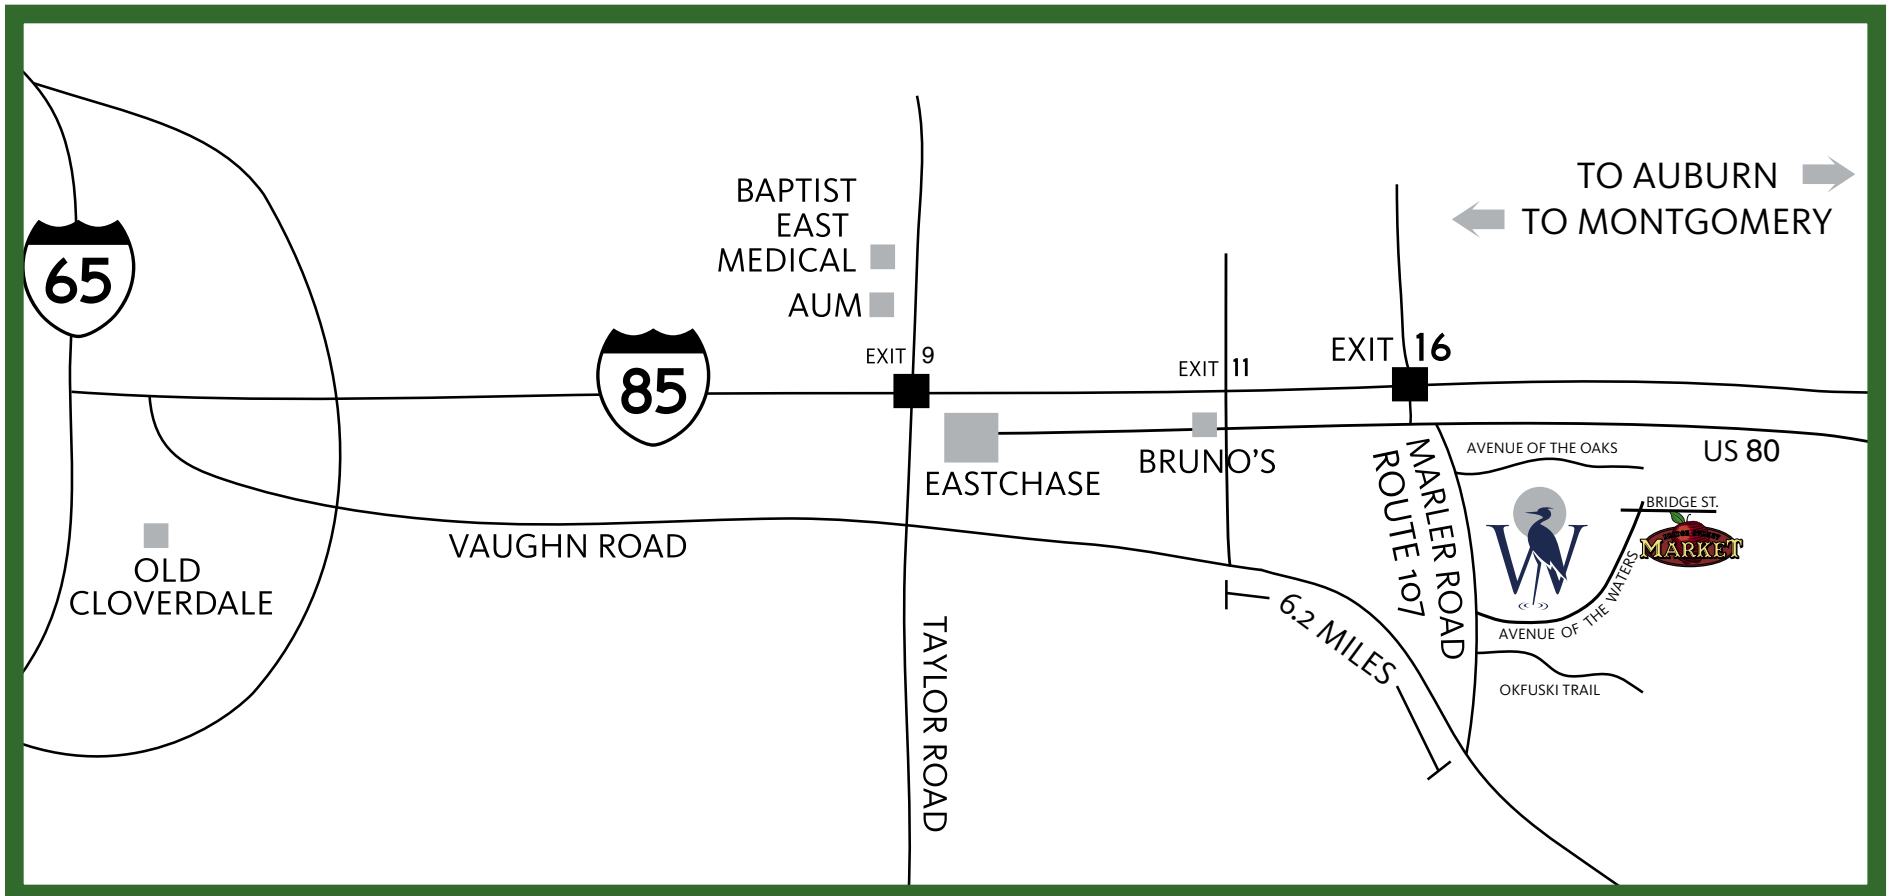 TO AUBURN
TO MONTGOMERY
BAPTIST
EAST
MEDICAL
AUM
65
85
EXIT 9
EXIT 11
EXIT 16
EASTCHASE
BRUNO'S
US 80
AVENUE OF THE OAKS
BRIDGE ST.
MARKET
W
MARLER ROAD
ROUTE 107
AVENUE OF THE WATERS
OKFUSKI TRAIL
VAUGHN ROAD
OLD
CLOVERDALE
6.2 MILES
TAYLOR ROAD